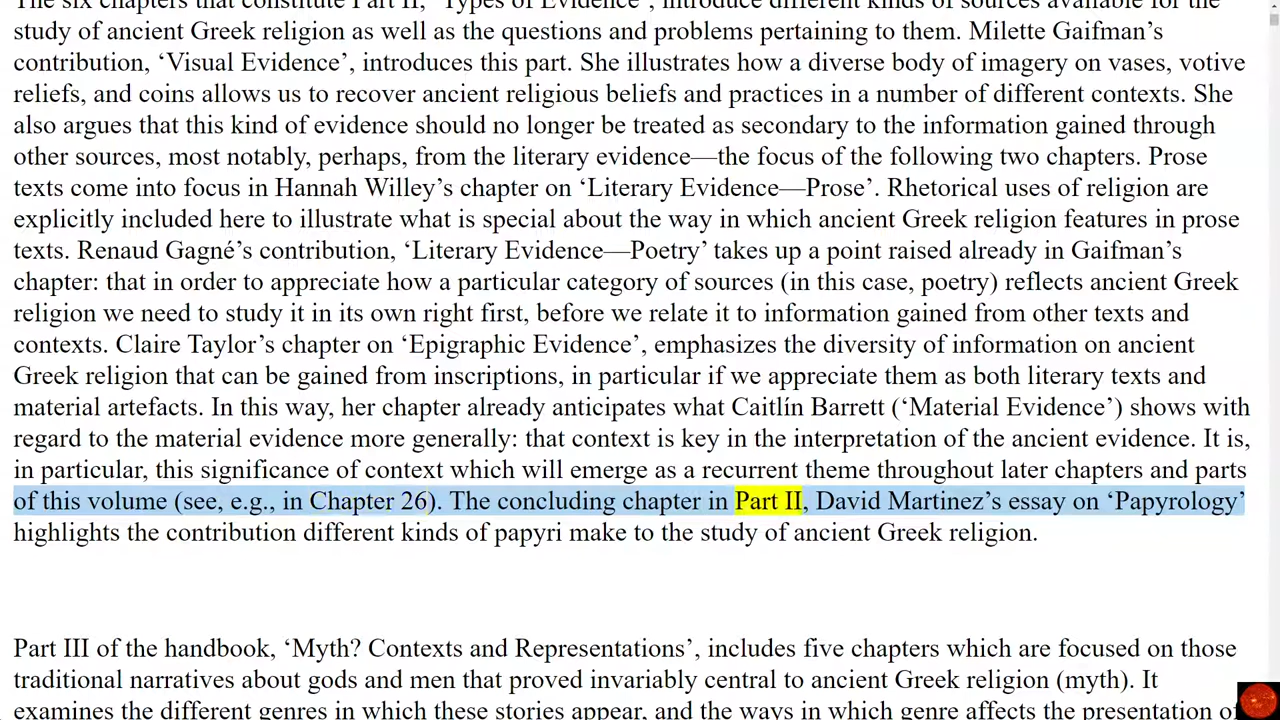 The six chapters that constitute Part II, ‘Types of Evidence’, introduce different kinds of sources available for the
study of ancient Greek religion as well as the questions and problems pertaining to them. Milette Gaifman’s
contribution, ‘Visual Evidence’, introduces this part. She illustrates how a diverse body of imagery on vases, votive
reliefs, and coins allows us to recover ancient religious beliefs and practices in a number of different contexts. She
also argues that this kind of evidence should no longer be treated as secondary to the information gained through
other sources, most notably, perhaps, from the literary evidence—the focus of the following two chapters. Prose
texts come into focus in Hannah Willey’s chapter on ‘Literary Evidence—Prose’. Rhetorical uses of religion are
explicitly included here to illustrate what is special about the way in which ancient Greek religion features in prose
texts. Renaud Gagné’s contribution, ‘Literary Evidence—Poetry’ takes up a point raised already in Gaifman’s
chapter: that in order to appreciate how a particular category of sources (in this case, poetry) reflects ancient Greek
religion we need to study it in its own right first, before we relate it to information gained from other texts and
contexts. Claire Taylor’s chapter on ‘Epigraphic Evidence’, emphasizes the diversity of information on ancient
Greek religion that can be gained from inscriptions, in particular if we appreciate them as both literary texts and
material artefacts. In this way, her chapter already anticipates what Caitlín Barrett (‘Material Evidence’) shows with
regard to the material evidence more generally: that context is key in the interpretation of the ancient evidence. It is,
in particular, this significance of context which will emerge as a recurrent theme throughout later chapters and parts
of this volume (see, e.g., in Chapter 26). The concluding chapter in Part II, David Martinez’s essay on ‘Papyrology’
highlights the contribution different kinds of papyri make to the study of ancient Greek religion.
Part III of the handbook, ‘Myth? Contexts and Representations’, includes five chapters which are focused on those
traditional narratives about gods and men that proved invariably central to ancient Greek religion (myth). It
examines the different genres in which these stories appear, and the ways in which genre affects the presentation of